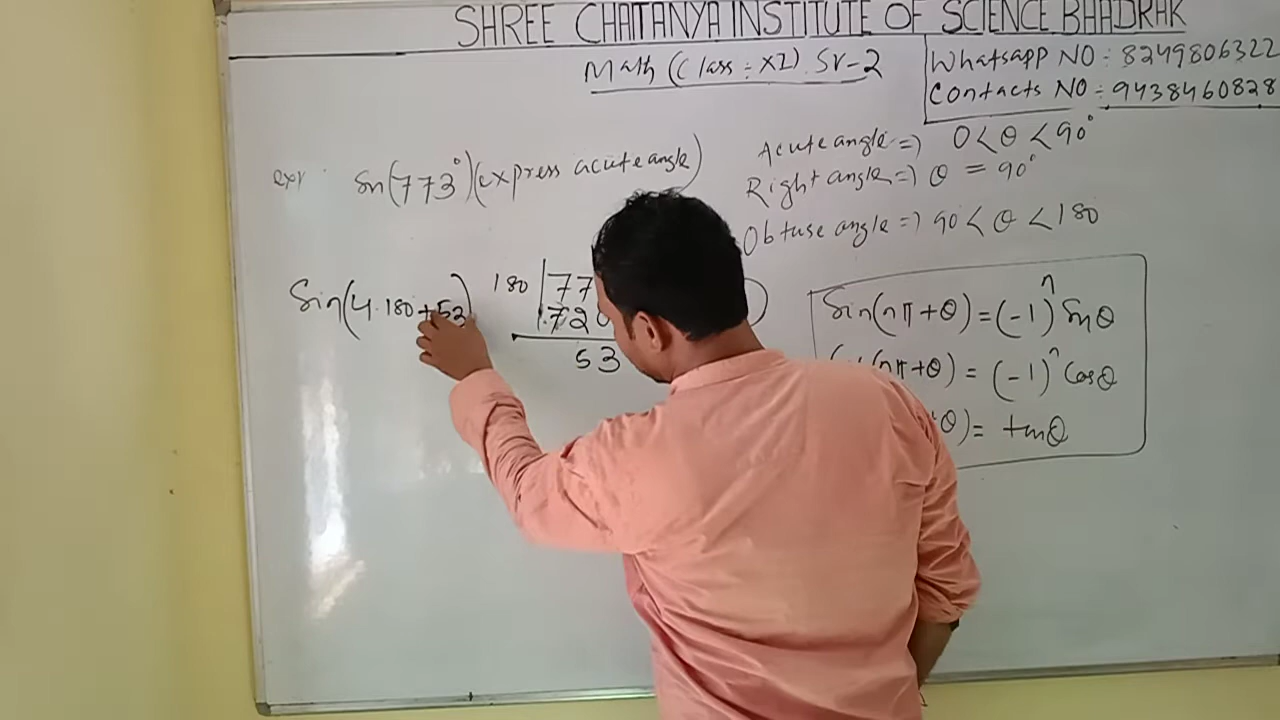 SHREE CHAITANYA INSTITUTE OF SCIENCE BHADRAK
Math (Class ÷ XI) Sr-2
Whatsapp NO : 8249806322
Contacts NO : 9438460828
Sin(773°)(express acute angle)
Acute angle => 0 < θ < 90°
Right angle => θ = 90°
Obtuse angle => 90 < θ < 180
Sin(4.180+53)
180 77
720
53
Sin(nπ+θ) = (-1)^n Sinθ
(nπ+θ) = (-1)^n Cosθ
θ) = tanθ